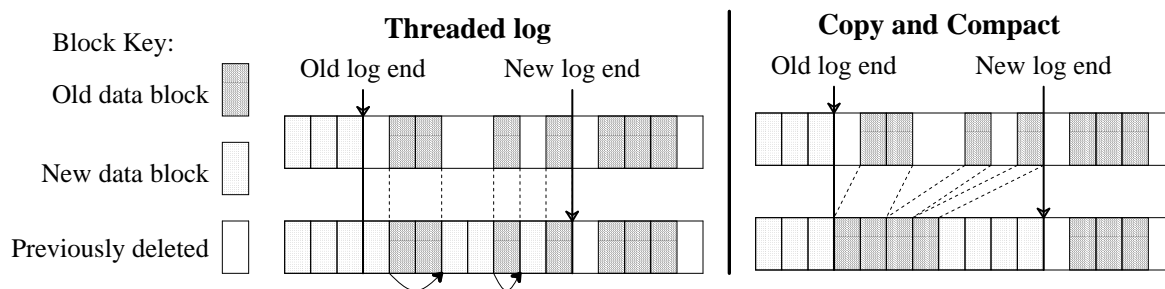 Block Key:
Old data block
New data block
Previously deleted
Threaded log
Old log end
New log end
Copy and Compact
Old log end
New log end